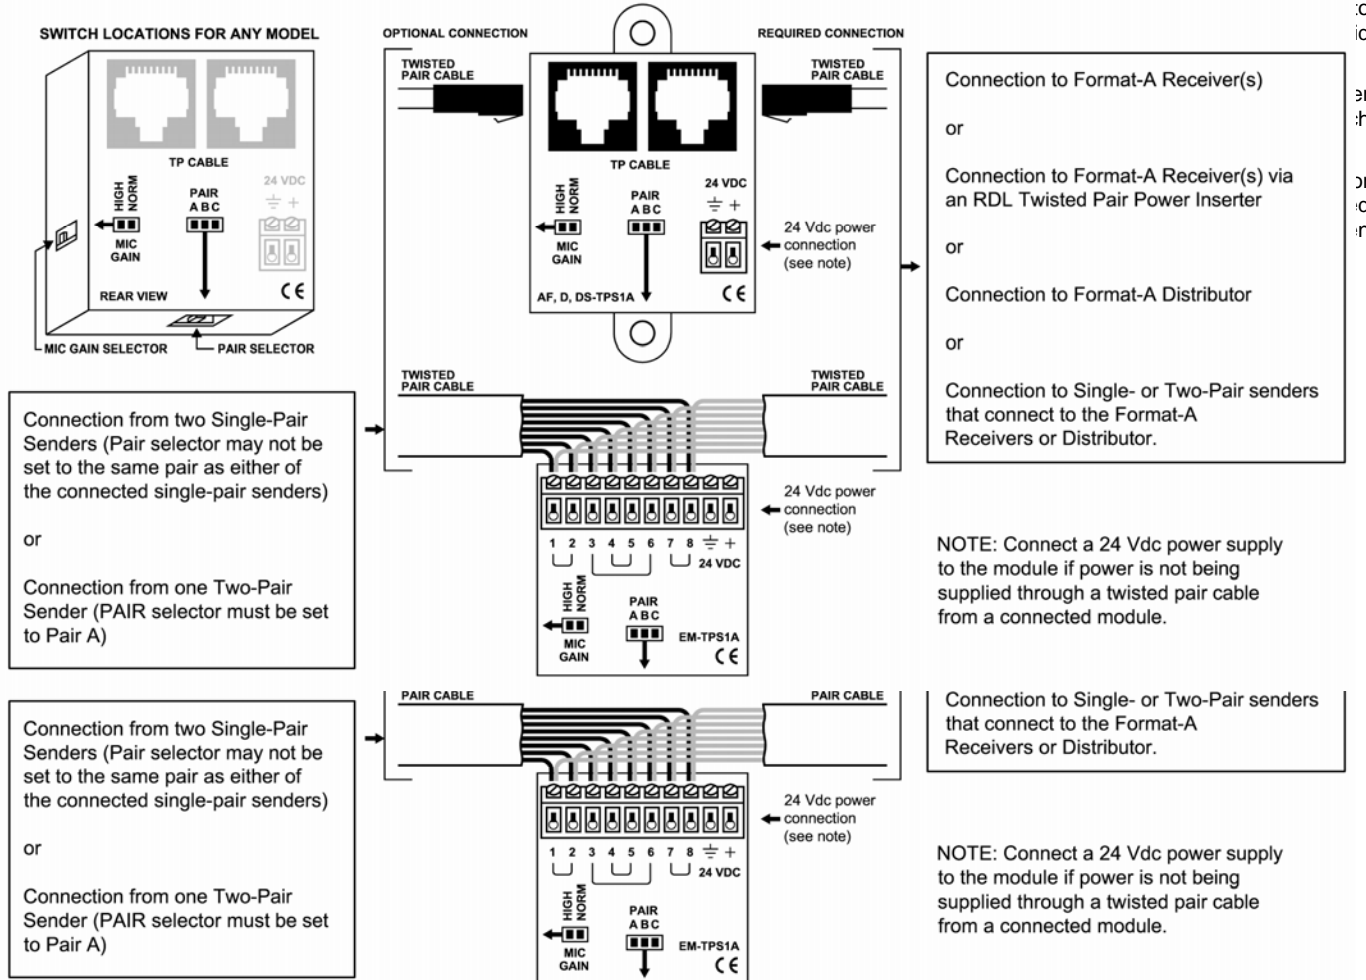 SWITCH LOCATIONS FOR ANY MODEL
TP CABLE
HIGH
NORM
PAIR
A B C
24 VDC
+
MIC
GAIN
REAR VIEW
CE
MIC GAIN SELECTOR
PAIR SELECTOR
OPTIONAL CONNECTION
REQUIRED CONNECTION
TWISTED
PAIR CABLE
TWISTED
PAIR CABLE
TP CABLE
HIGH
NORM
PAIR
A B C
24 VDC
+
MIC
GAIN
AF, D, DS-TPS1A
CE
24 Vdc power
connection
(see note)
Connection to Format-A Receiver(s)
or
Connection to Format-A Receiver(s) via
an RDL Twisted Pair Power Inserter
or
Connection to Format-A Distributor
or
Connection to Single- or Two-Pair senders
that connect to the Format-A
Receivers or Distributor.
Connection from two Single-Pair
Senders (Pair selector may not be
set to the same pair as either of
the connected single-pair senders)
or
Connection from one Two-Pair
Sender (PAIR selector must be set
to Pair A)
TWISTED
PAIR CABLE
TWISTED
PAIR CABLE
24 Vdc power
connection
(see note)
1 2 3 4 5 6 7 8 +
24 VDC
HIGH
NORM
PAIR
A B C
MIC
GAIN
EM-TPS1A
CE
NOTE: Connect a 24 Vdc power supply
to the module if power is not being
supplied through a twisted pair cable
from a connected module.
PAIR CABLE
PAIR CABLE
Connection to Single- or Two-Pair senders
that connect to the Format-A
Receivers or Distributor.
Connection from two Single-Pair
Senders (Pair selector may not be
set to the same pair as either of
the connected single-pair senders)
or
Connection from one Two-Pair
Sender (PAIR selector must be set
to Pair A)
24 Vdc power
connection
(see note)
1 2 3 4 5 6 7 8 +
24 VDC
HIGH
NORM
PAIR
A B C
MIC
GAIN
EM-TPS1A
CE
NOTE: Connect a 24 Vdc power supply
to the module if power is not being
supplied through a twisted pair cable
from a connected module.